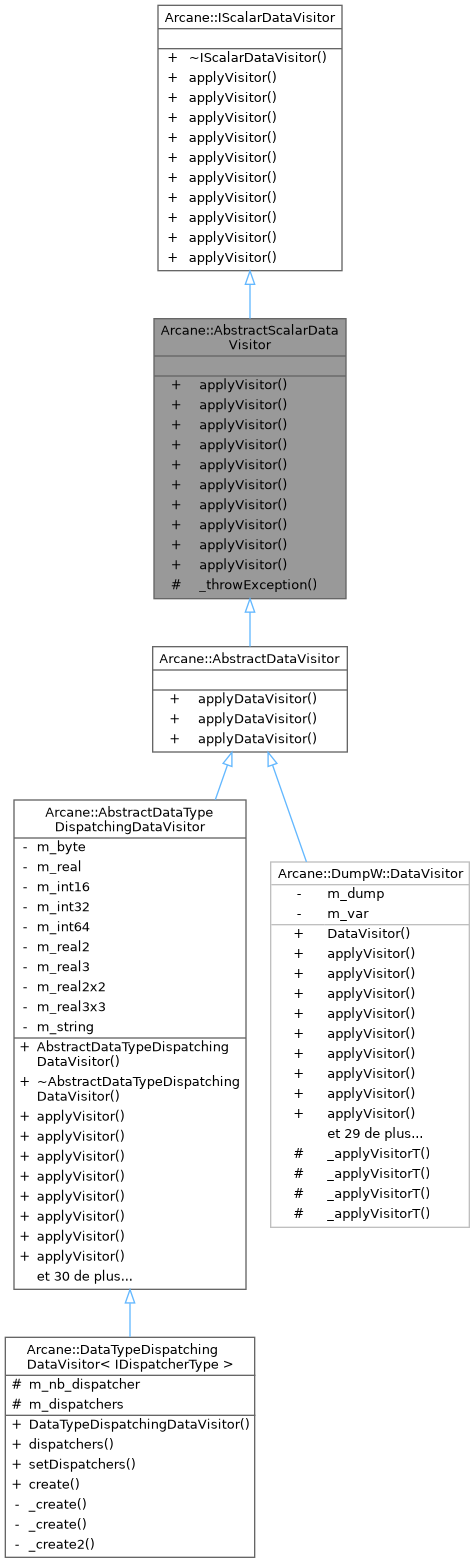 Arcane::IScalarDataVisitor
+ ~IScalarDataVisitor()
+ applyVisitor()
+ applyVisitor()
+ applyVisitor()
+ applyVisitor()
+ applyVisitor()
+ applyVisitor()
+ applyVisitor()
+ applyVisitor()
+ applyVisitor()
+ applyVisitor()
Arcane::AbstractScalarData
Visitor
+ applyVisitor()
+ applyVisitor()
+ applyVisitor()
+ applyVisitor()
+ applyVisitor()
+ applyVisitor()
+ applyVisitor()
+ applyVisitor()
+ applyVisitor()
+ applyVisitor()
# _throwException()
Arcane::AbstractDataVisitor
+ applyDataVisitor()
+ applyDataVisitor()
+ applyDataVisitor()
Arcane::AbstractDataType
DispatchingDataVisitor
- m_byte
- m_real
- m_int16
- m_int32
- m_int64
- m_real2
- m_real3
- m_real2x2
- m_real3x3
- m_string
+ AbstractDataTypeDispatching
DataVisitor()
+ ~AbstractDataTypeDispatching
DataVisitor()
+ applyVisitor()
+ applyVisitor()
+ applyVisitor()
+ applyVisitor()
+ applyVisitor()
+ applyVisitor()
+ applyVisitor()
+ applyVisitor()
et 30 de plus...
Arcane::DumpW::DataVisitor
- m_dump
- m_var
+ DataVisitor()
+ applyVisitor()
+ applyVisitor()
+ applyVisitor()
+ applyVisitor()
+ applyVisitor()
+ applyVisitor()
+ applyVisitor()
+ applyVisitor()
+ applyVisitor()
et 29 de plus...
# _applyVisitorT()
# _applyVisitorT()
# _applyVisitorT()
# _applyVisitorT()
Arcane::DataTypeDispatching
DataVisitor< IDispatcherType >
# m_nb_dispatcher
# m_dispatchers
+ DataTypeDispatchingDataVisitor()
+ dispatchers()
+ setDispatchers()
+ create()
- _create()
- _create()
- _create2()